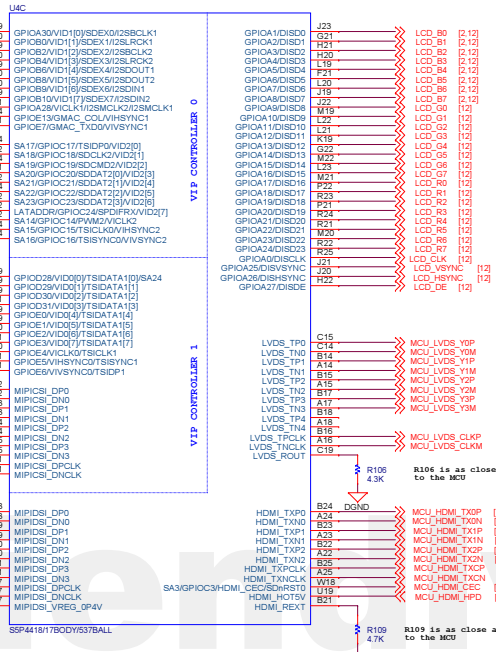 U4C
GPIOA30/VID1[0]/SDEX0/I2SBCLK1
GPIOB0/VID1[1]/SDEX1/I2SLRCK1
GPIOB2/VID1[2]/SDEX2/I2SBCLK2
GPIOB4/VID1[3]/SDEX3/I2SLRCK2
GPIOB6/VID1[4]/SDEX4/I2SDOUT1
GPIOB8/VID1[5]/SDEX5/I2SDOUT2
GPIOB9/VID1[6]/SDEX6/I2SDIN1
GPIOB10/VID1[7]/SDEX7/I2SDIN2
GPIOA28/VICLK1/I2SMCLK2/I2SMCLK1
GPIOE13/GMAC_COL/VIHSYNC1
GPIOE7/GMAC_TXD0/VIVSYNC1
SA17/GPIOC17/TSIDP0/VID2[0]
SA18/GPIOC18/SDCLK2/VID2[1]
SA19/GPIOC19/SDCMD2/VID2[2]
SA20/GPIOC20/SDDAT2[0]/VID2[3]
SA21/GPIOC21/SDDAT2[1]/VID2[4]
SA22/GPIOC22/SDDAT2[2]/VID2[5]
SA23/GPIOC23/SDDAT2[3]/VID2[6]
LATADDR/GPIOC24/SPDIFRX/VID2[7]
SA14/GPIOC14/PWM2/VICLK2
SA15/GPIOC15/TSICLK0/VIHSYNC2
SA16/GPIOC16/TSISYNC0/VIVSYNC2
VIP CONTROLLER 0
GPIOD28/VID0[0]/TSIDATA1[0]/SA24
GPIOD29/VID0[1]/TSIDATA1[1]
GPIOD30/VID0[2]/TSIDATA1[2]
GPIOD31/VID0[3]/TSIDATA1[3]
GPIOE0/VID0[4]/TSIDATA1[4]
GPIOE1/VID0[5]/TSIDATA1[5]
GPIOE2/VID0[6]/TSIDATA1[6]
GPIOE3/VID0[7]/TSIDATA1[7]
GPIOE4/VICLK0/TSICLK1
GPIOE5/VIHSYNC0/TSISYNC1
GPIOE6/VIVSYNC0/TSIDP1
VIP CONTROLLER 1
MIPICSI_DP0
MIPICSI_DN0
MIPICSI_DP1
MIPICSI_DN1
MIPICSI_DP2
MIPICSI_DN2
MIPICSI_DP3
MIPICSI_DN3
MIPICSI_DPCLK
MIPICSI_DNCLK
MIPIDSI_DP0
MIPIDSI_DN0
MIPIDSI_DP1
MIPIDSI_DN1
MIPIDSI_DP2
MIPIDSI_DN2
MIPIDSI_DP3
MIPIDSI_DN3
MIPIDSI_DPCLK
MIPIDSI_DNCLK
MIPIDSI_VREG_0P4V
S5P4418/17BODY/537BALL
GPIOA1/DISD0 J23 LCD_B0 [2,12]
GPIOA2/DISD1 G21 LCD_B1 [2,12]
GPIOA3/DISD2 H21 LCD_B2 [2,12]
GPIOA4/DISD3 H20 LCD_B3 [2,12]
GPIOA5/DISD4 L19 LCD_B4 [2,12]
GPIOA6/DISD5 F21 LCD_B5 [2,12]
GPIOA7/DISD6 L20 LCD_B6 [2,12]
GPIOA8/DISD7 J19 LCD_B7 [2,12]
GPIOA9/DISD8 J22 LCD_G0 [12]
GPIOA10/DISD9 M19 LCD_G1 [12]
GPIOA11/DISD10 L22 LCD_G2 [12]
GPIOA12/DISD11 L21 LCD_G3 [12]
GPIOA13/DISD12 K19 LCD_G4 [12]
GPIOA14/DISD13 G22 LCD_G5 [12]
GPIOA15/DISD14 M22 LCD_G6 [12]
GPIOA16/DISD15 L23 LCD_G7 [12]
GPIOA17/DISD16 M21 LCD_R0 [12]
GPIOA18/DISD17 P22 LCD_R1 [12]
GPIOA19/DISD18 R23 LCD_R2 [12]
GPIOA20/DISD19 P21 LCD_R3 [12]
GPIOA21/DISD20 R24 LCD_R4 [12]
GPIOA22/DISD21 R21 LCD_R5 [12]
GPIOA23/DISD22 M20 LCD_R6 [12]
GPIOA24/DISD23 R22 LCD_R7 [12]
GPIOA0/DISCLK R25 LCD_CLK [12]
GPIOA25/DISVSYNC J21 LCD_VSYNC [12]
GPIOA26/DISHSYNC J20 LCD_HSYNC [12]
GPIOA27/DISDE H22 LCD_DE [12]
LVDS_TP0 C15 MCU_LVDS_Y0P
LVDS_TN0 C14 MCU_LVDS_Y0M
LVDS_TP1 B14 MCU_LVDS_Y1P
LVDS_TN1 A14 MCU_LVDS_Y1M
LVDS_TP2 B15 MCU_LVDS_Y2P
LVDS_TN2 A15 MCU_LVDS_Y2M
LVDS_TP3 B17 MCU_LVDS_Y3P
LVDS_TN3 A17 MCU_LVDS_Y3M
LVDS_TP4 B18
LVDS_TN4 A18
LVDS_TPCLK B16 MCU_LVDS_CLKP
LVDS_TNCLK A16 MCU_LVDS_CLKM
LVDS_ROUT C19
R106
4.3K
R106 is as close
to the MCU
DGND
HDMI_TXP0 B24 MCU_HDMI_TX0P [
HDMI_TXN0 A24 MCU_HDMI_TX0N [
HDMI_TXP1 B23 MCU_HDMI_TX1P [
HDMI_TXN1 A23 MCU_HDMI_TX1N [
HDMI_TXP2 B22 MCU_HDMI_TX2P [
HDMI_TXN2 A22 MCU_HDMI_TX2N [
HDMI_TXPCLK B25 MCU_HDMI_TXCP
HDMI_TXNCLK A25 MCU_HDMI_TXCN
SA3/GPIOC3/HDMI_CEC/SDnRST0 W18 MCU_HDMI_CEC [
HDMI_HOT5V U19 MCU_HDMI_HPD [
HDMI_REXT B21
R109
4.7K
R109 is as close a
to the MCU